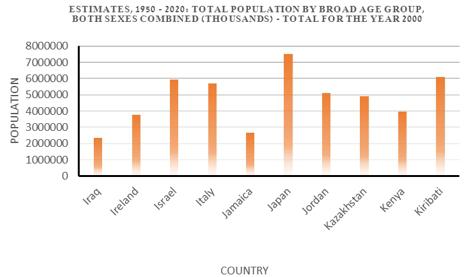 ESTIMATES, 1950 - 2020: TOTAL POPULATION BY BROAD AGE GROUP,
BOTH SEXES COMBINED (THOUSANDS) - TOTAL FOR THE YEAR 2000
POPULATION
8000000
7000000
6000000
5000000
4000000
3000000
2000000
1000000
0
Iraq
Ireland
Israel
Italy
Jamaica
Japan
Jordan
Kazakhstan
Kenya
Kiribati
COUNTRY